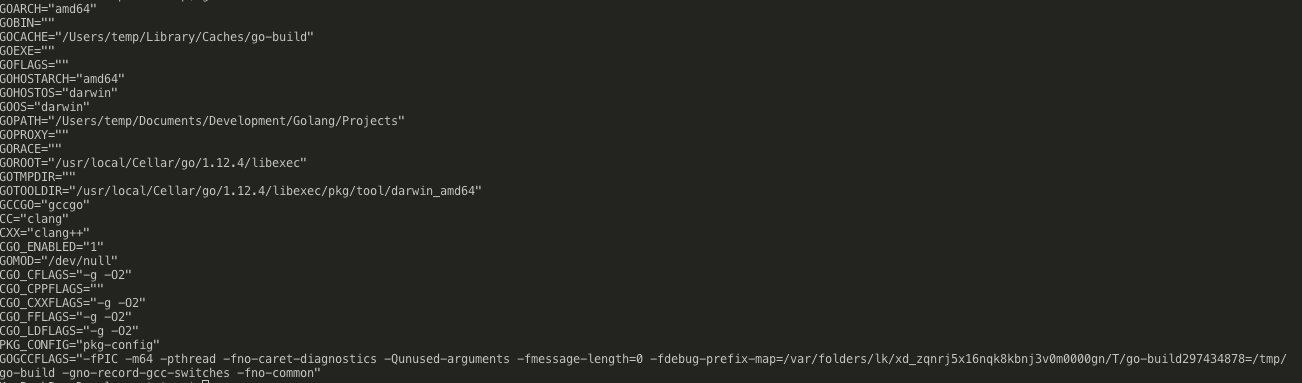 GOARCH="amd64"
GOBIN=""
GOCACHE="/Users/temp/Library/Caches/go-build"
GOEXE=""
GOFLAGS=""
GOHOSTARCH="amd64"
GOHOSTOS="darwin"
GOOS="darwin"
GOPATH="/Users/temp/Documents/Development/Golang/Projects"
GOPROXY=""
GORACE=""
GOROOT="/usr/local/Cellar/go/1.12.4/libexec"
GOTMPDIR=""
GOTOOLDIR="/usr/local/Cellar/go/1.12.4/libexec/pkg/tool/darwin_amd64"
GCCGO="gccgo"
CC="clang"
CXX="clang++"
CGO_ENABLED="1"
GOMOD="/dev/null"
CGO_CFLAGS="-g -O2"
CGO_CPPFLAGS=""
CGO_CXXFLAGS="-g -O2"
CGO_FFLAGS="-g -O2"
CGO_LDFLAGS="-g -O2"
PKG_CONFIG="pkg-config"
GOGCCFLAGS="-fPIC -m64 -pthread -fno-caret-diagnostics -Qunused-arguments -fmessage-length=0 -fdebug-prefix-map=/var/folders/lk/xd_zqnrj5x16nqk8kbnj3v0m0000gn/T/go-build297434878=/tmp/
go-build -gno-record-gcc-switches -fno-common"